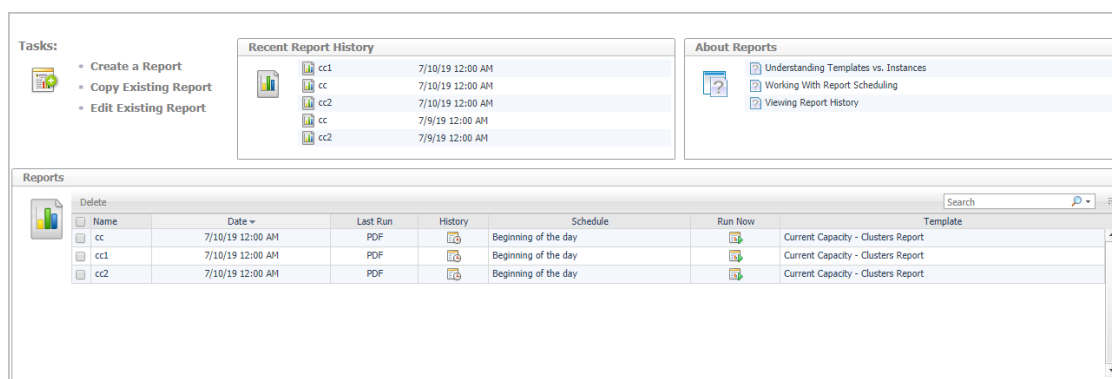 Tasks:
Create a Report
Copy Existing Report
Edit Existing Report
Recent Report History
cc1 7/10/19 12:00 AM
cc 7/10/19 12:00 AM
cc2 7/10/19 12:00 AM
cc 7/9/19 12:00 AM
cc2 7/9/19 12:00 AM
About Reports
Understanding Templates vs. Instances
Working With Report Scheduling
Viewing Report History
Reports
Delete Search
Name Date Last Run History Schedule Run Now Template
cc 7/10/19 12:00 AM PDF Beginning of the day Current Capacity - Clusters Report
cc1 7/10/19 12:00 AM PDF Beginning of the day Current Capacity - Clusters Report
cc2 7/10/19 12:00 AM PDF Beginning of the day Current Capacity - Clusters Report